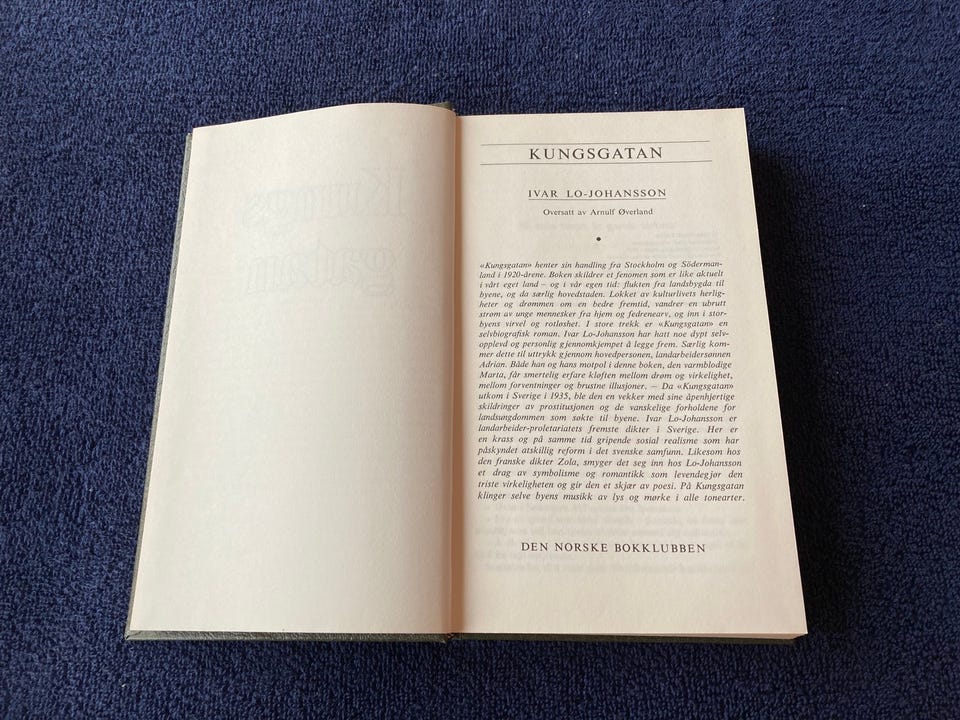 KUNGSGATAN
IVAR LO-JOHANSSON
Oversatt av Arnulf Øverland
•
«Kungsgatan» henter sin handling fra Stockholm og Söderman-
land i 1920-årene. Boken skildrer et fenomen som er like aktuelt
i vårt eget land – og i vår egen tid: flukten fra landsbygda til
byene, og da særlig hovedstaden. Lokket av kulturlivets herlig-
heter og drømmen om en bedre fremtid, vandrer en ubrutt
strøm av unge mennesker fra hjem og fedrenearv, og inn i stor-
byens virvel og rotløshet. I store trekk er «Kungsgatan» en
selvbiografisk roman. Ivar Lo-Johansson har hatt noe dypt selv-
opplevd og personlig gjennomkjempet å legge frem. Særlig kom-
mer dette til uttrykk gjennom hovedpersonen, landarbeidersønnen
Adrian. Både han og hans motpol i denne boken, den varmblodige
Marta, får smertelig erfare kløften mellom drøm og virkelighet,
mellom forventninger og brustne illusjoner. – Da «Kungsgatan»
utkom i Sverige i 1935, ble den en vekker med sine åpenhjertige
skildringer av prostitusjonen og de vanskelige forholdene for
landsungdommen som søkte til byene. Ivar Lo-Johansson er
landarbeider-proletariatets fremste dikter i Sverige. Her er
en krass og på samme tid gripende sosial realisme som har
påskyndet atskillig reform i det svenske samfunn. Likesom hos
den franske dikter Zola, smyger det seg inn hos Lo-Johansson
et drag av symbolisme og romantikk som levendegjør den
triste virkeligheten og gir den et skjær av poesi. På Kungsgatan
klinger selve byens musikk av lys og mørke i alle tonearter.
DEN NORSKE BOKKLUBBEN